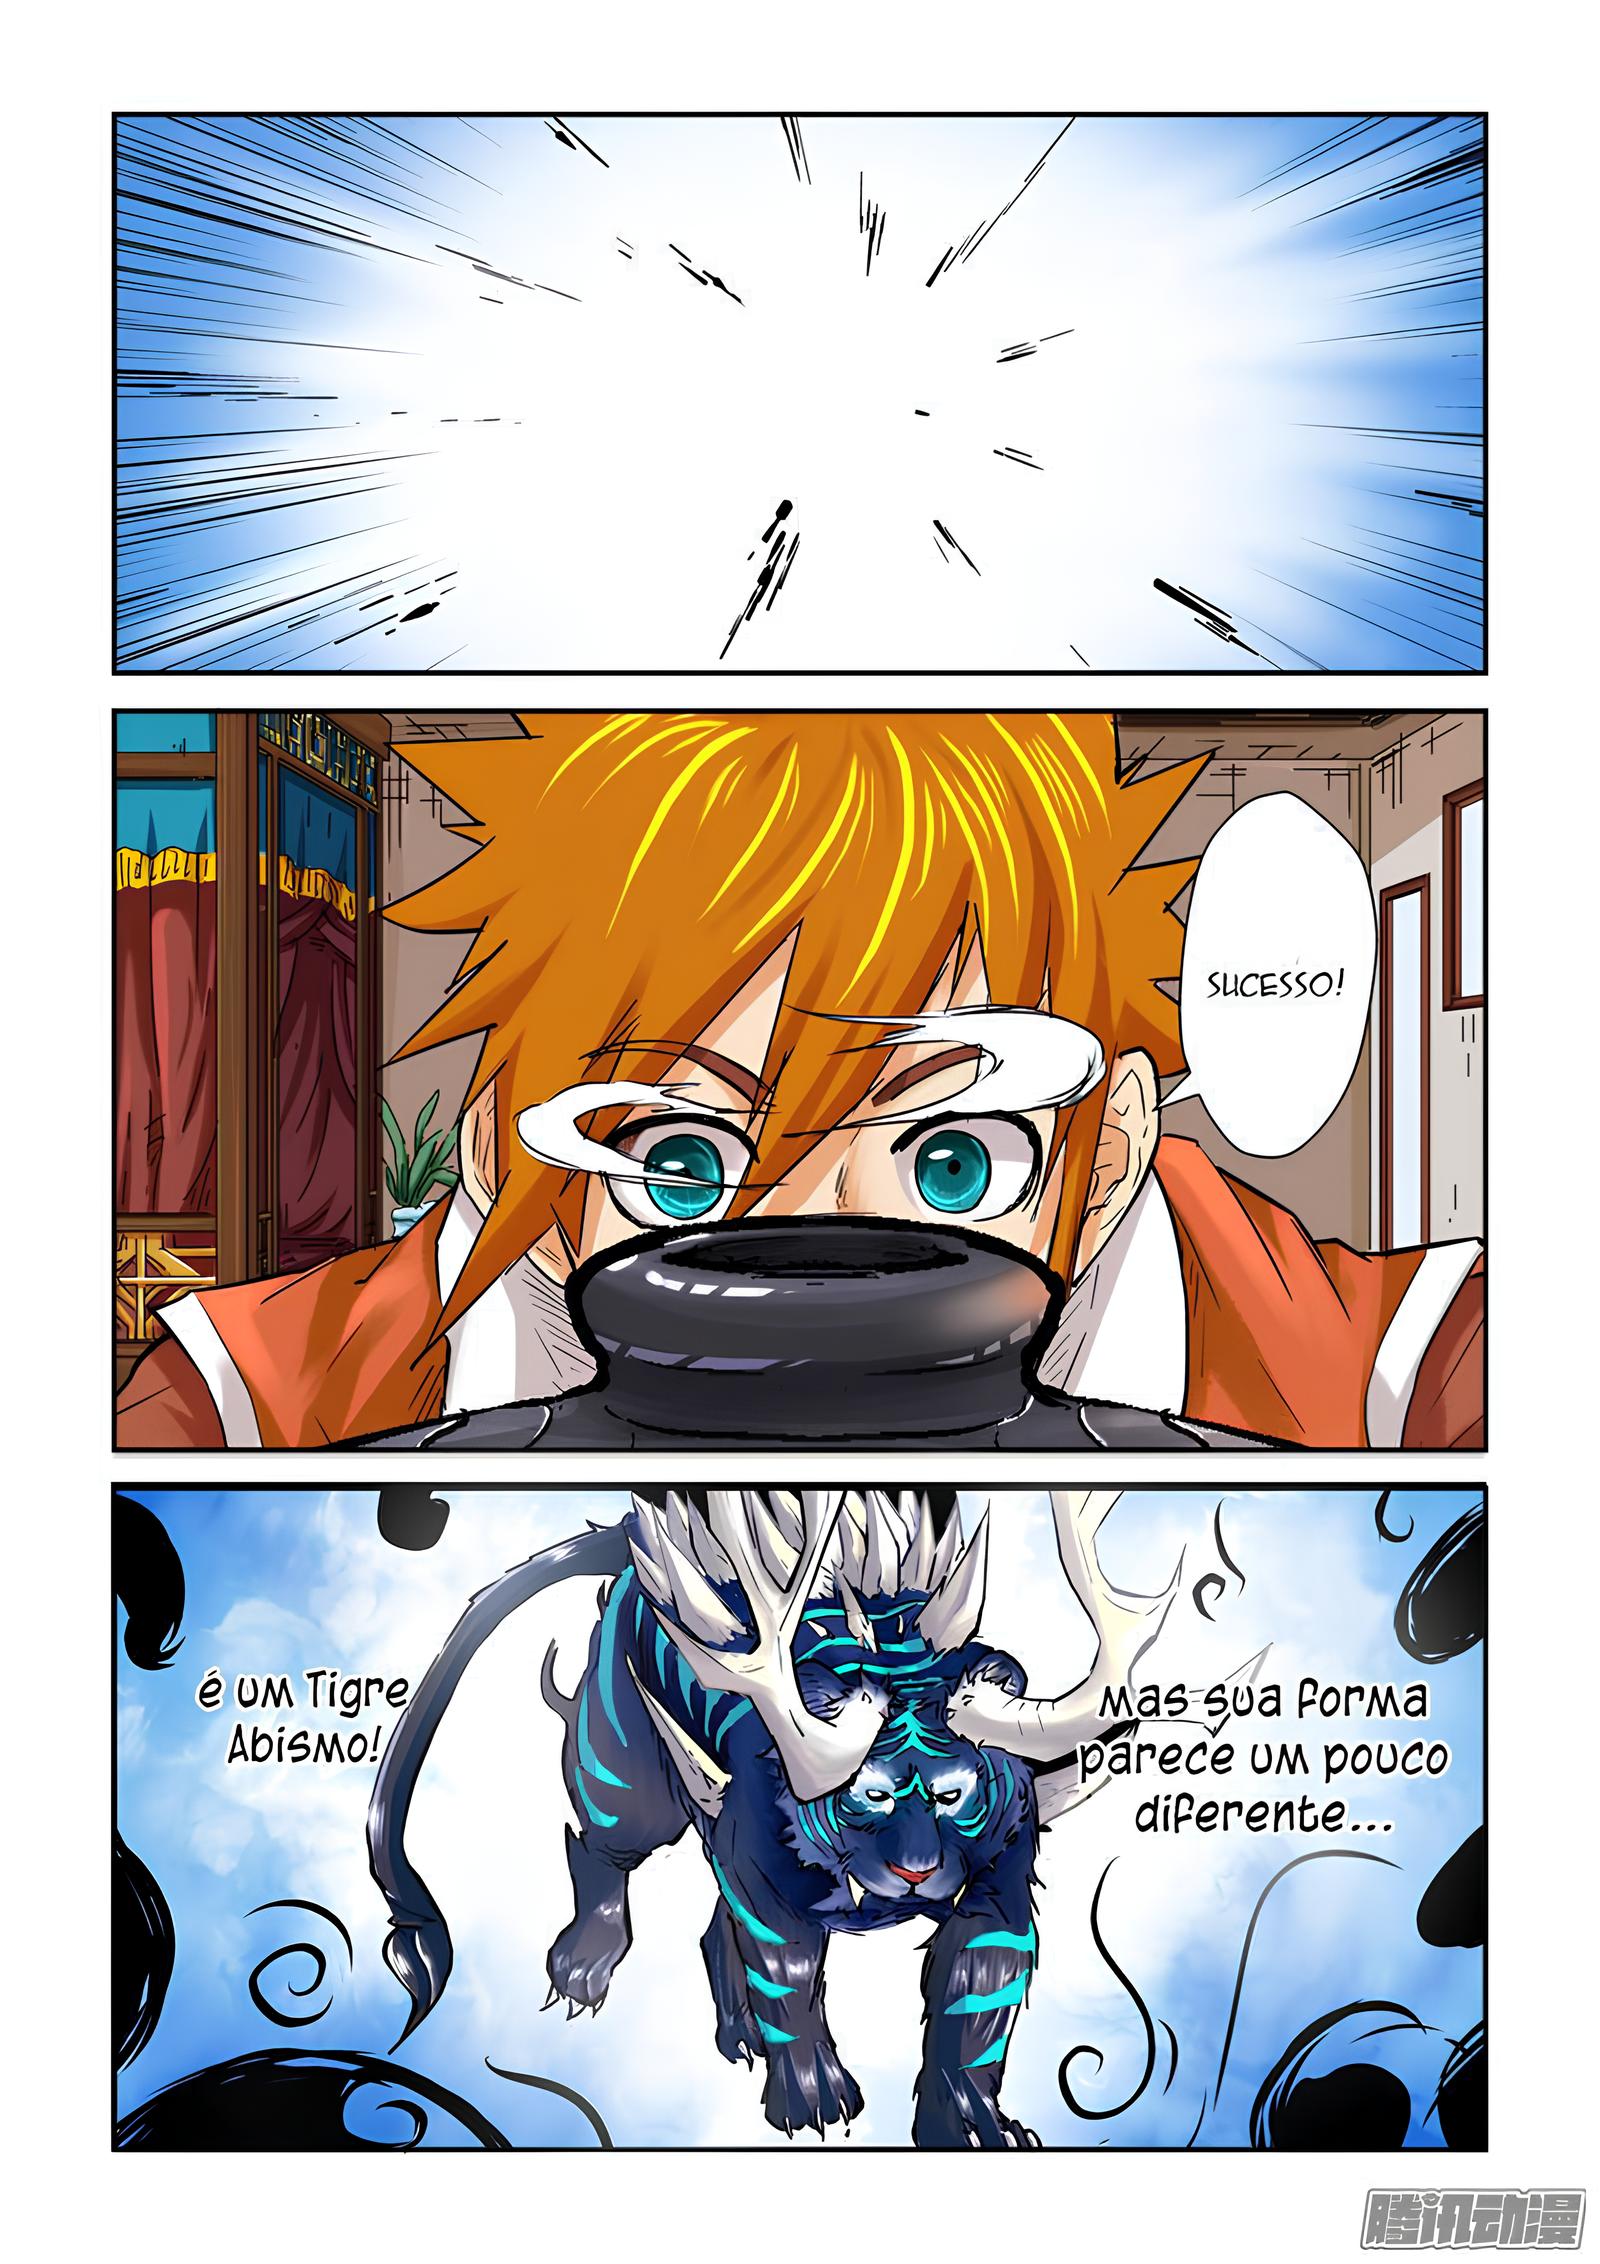 SUCESSO!
é um Tigre
Abismo!
mas sua forma
parece um pouco
diferente...
腾讯动漫